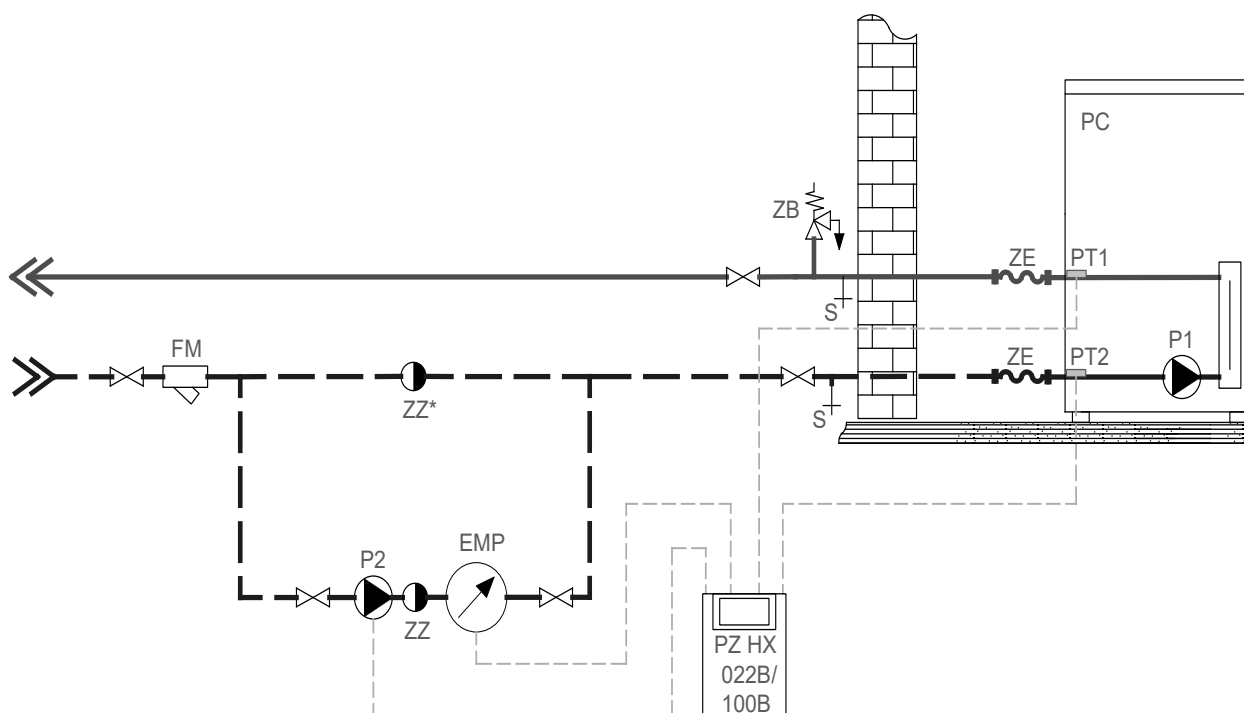 PC
ZB
ZE PT1
S
P1
FM
ZE PT2
ZZ*
S
EMP
P2
ZZ
PZ HX
022B/
100B